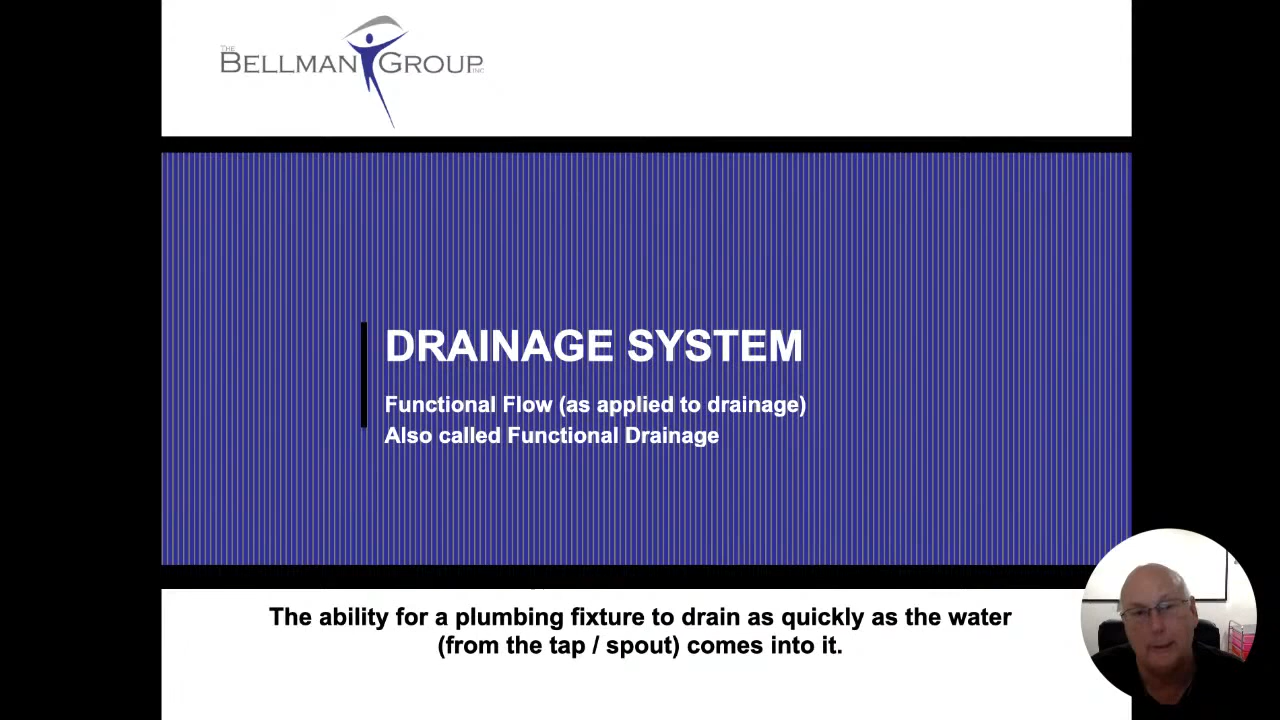 THE
BELLMAN GROUP INC
DRAINAGE SYSTEM
Functional Flow (as applied to drainage)
Also called Functional Drainage
The ability for a plumbing fixture to drain as quickly as the water
(from the tap / spout) comes into it.